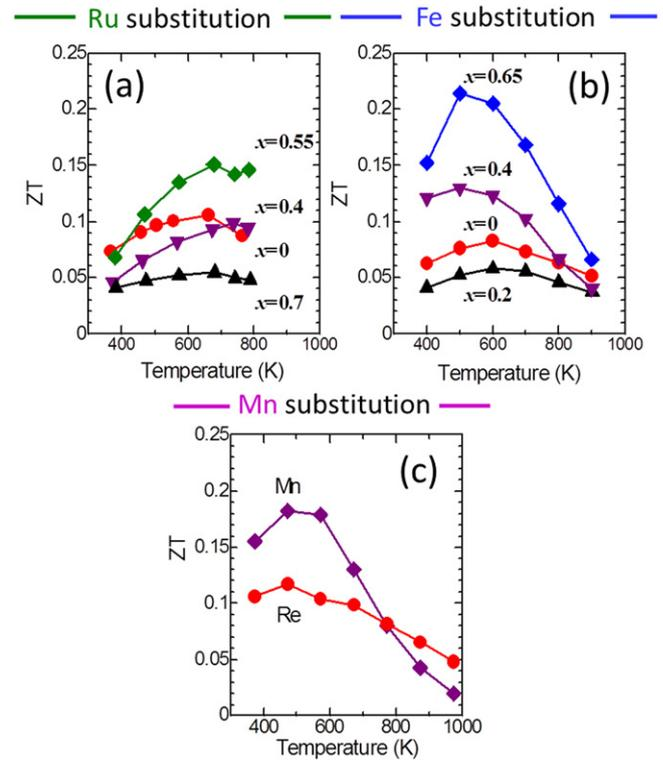 Ru substitution
Fe substitution
0.25
0.2
0.15
0.1
0.05
0
ZT
(a)
x=0.55
x=0.4
x=0
x=0.7
400 600 800 1000
Temperature (K)
0.25
0.2
0.15
0.1
0.05
0
ZT
(b)
x=0.65
x=0.4
x=0
x=0.2
400 600 800 1000
Temperature (K)
Mn substitution
0.25
0.2
0.15
0.1
0.05
0
ZT
(c)
Mn
Re
400 600 800 1000
Temperature (K)